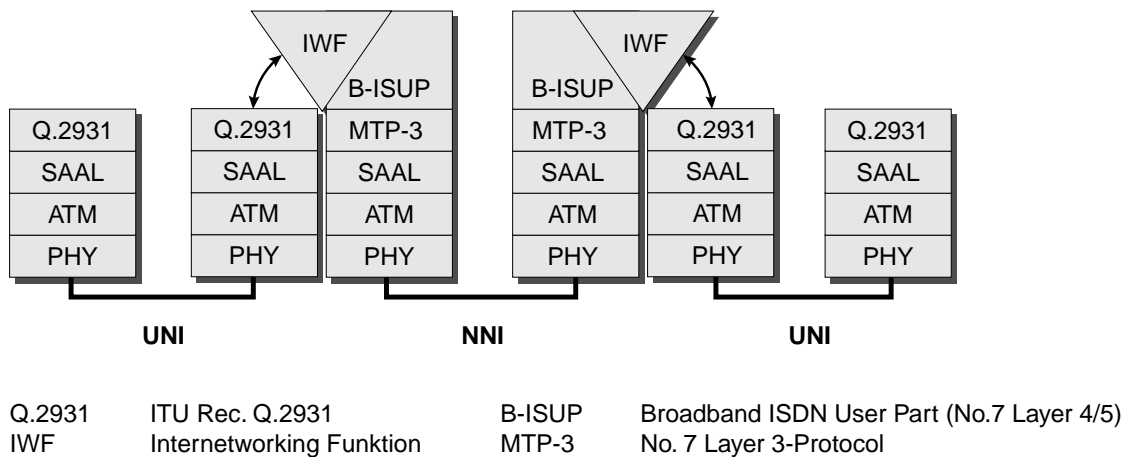 IWF IWF
B-ISUP B-ISUP
Q.2931 Q.2931 MTP-3 MTP-3 Q.2931 Q.2931
SAAL SAAL SAAL SAAL SAAL SAAL
ATM ATM ATM ATM ATM ATM
PHY PHY PHY PHY PHY PHY
UNI NNI UNI
Q.2931 ITU Rec. Q.2931 B-ISUP Broadband ISDN User Part (No.7 Layer 4/5)
IWF Internetworking Funktion MTP-3 No. 7 Layer 3-Protocol